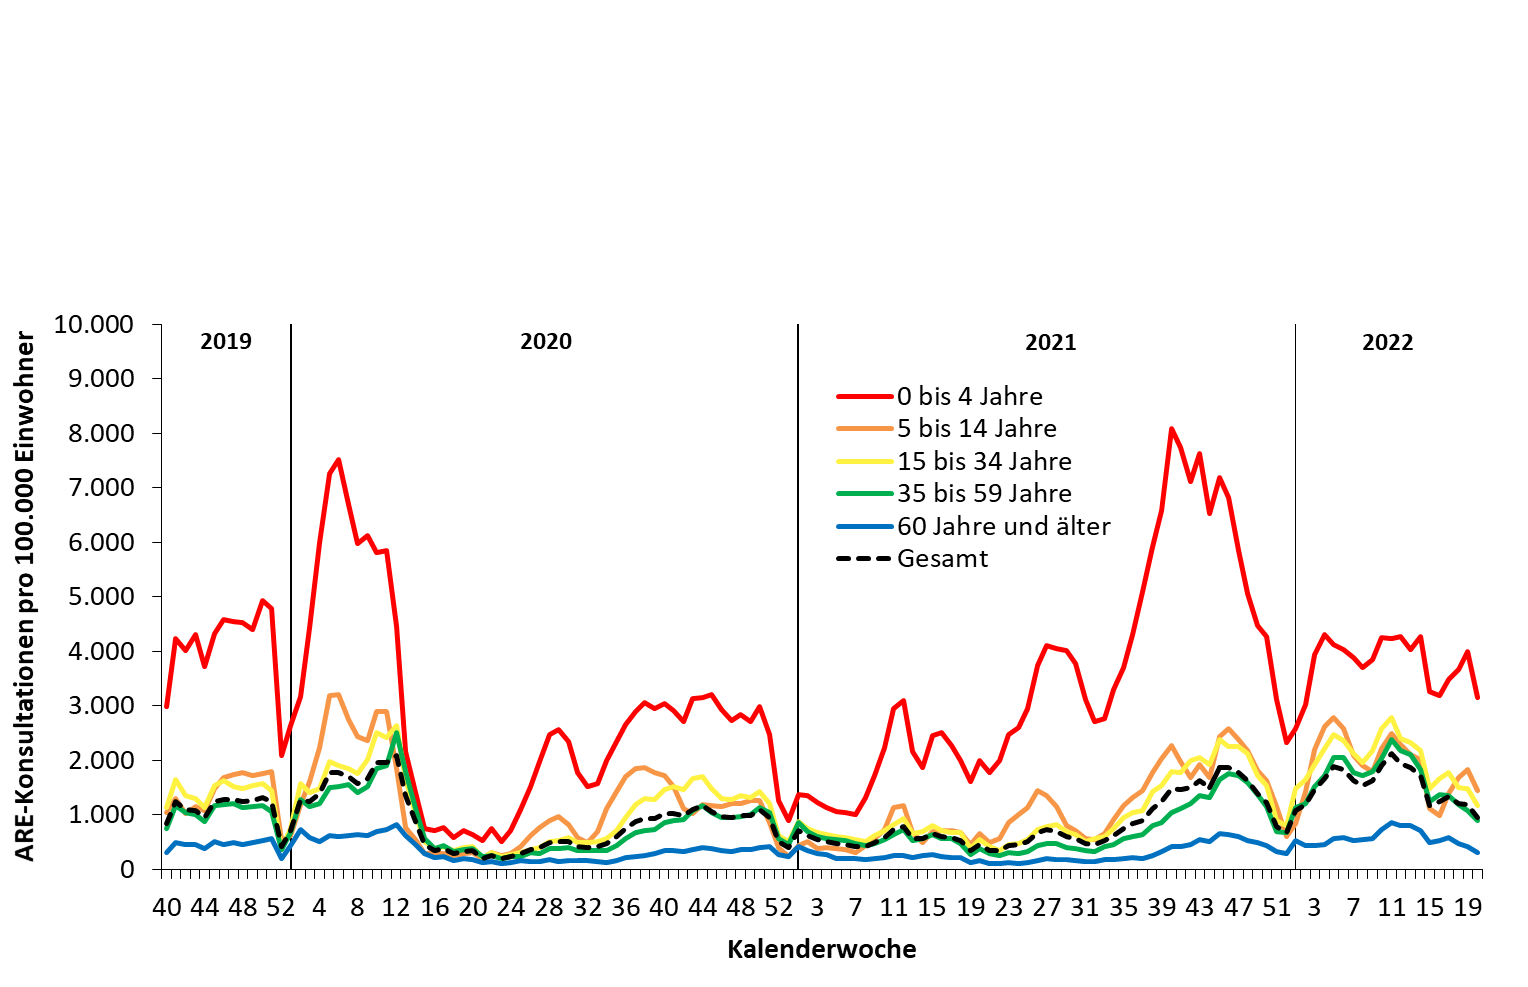 ARE-Konsultationen pro 100.000 Einwohner
10.000
9.000
8.000
7.000
6.000
5.000
4.000
3.000
2.000
1.000
0
2019 2020 2021 2022
0 bis 4 Jahre
5 bis 14 Jahre
15 bis 34 Jahre
35 bis 59 Jahre
60 Jahre und älter
Gesamt
40 44 48 52 4 8 12 16 20 24 28 32 36 40 44 48 52 3 7 11 15 19 23 27 31 35 39 43 47 51 3 7 11 15 19
Kalenderwoche